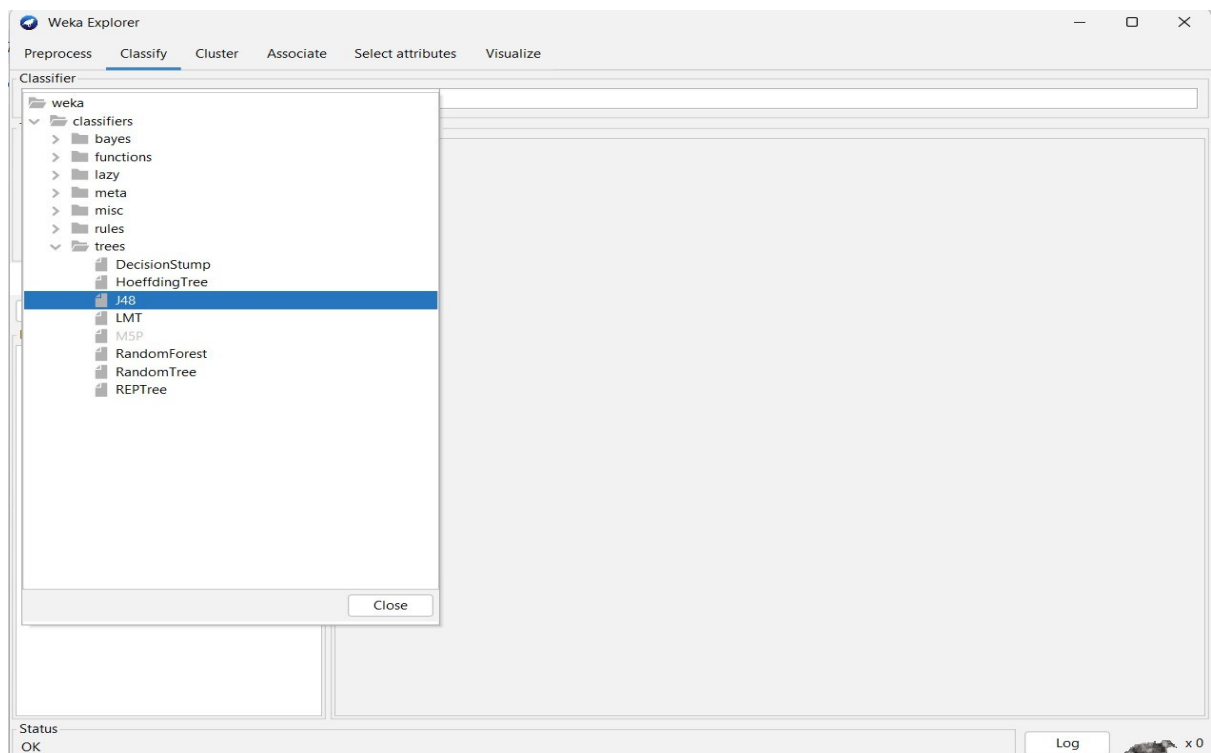 Weka Explorer
Preprocess Classify Cluster Associate Select attributes Visualize
Classifier
weka
classifiers
bayes
functions
lazy
meta
misc
rules
trees
DecisionStump
HoeffdingTree
J48
LMT
M5P
RandomForest
RandomTree
REPTree
Close
Status
OK
Log x 0